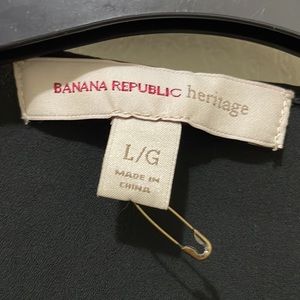 BANANA REPUBLIC heritage
L/G
MADE IN
CHINA